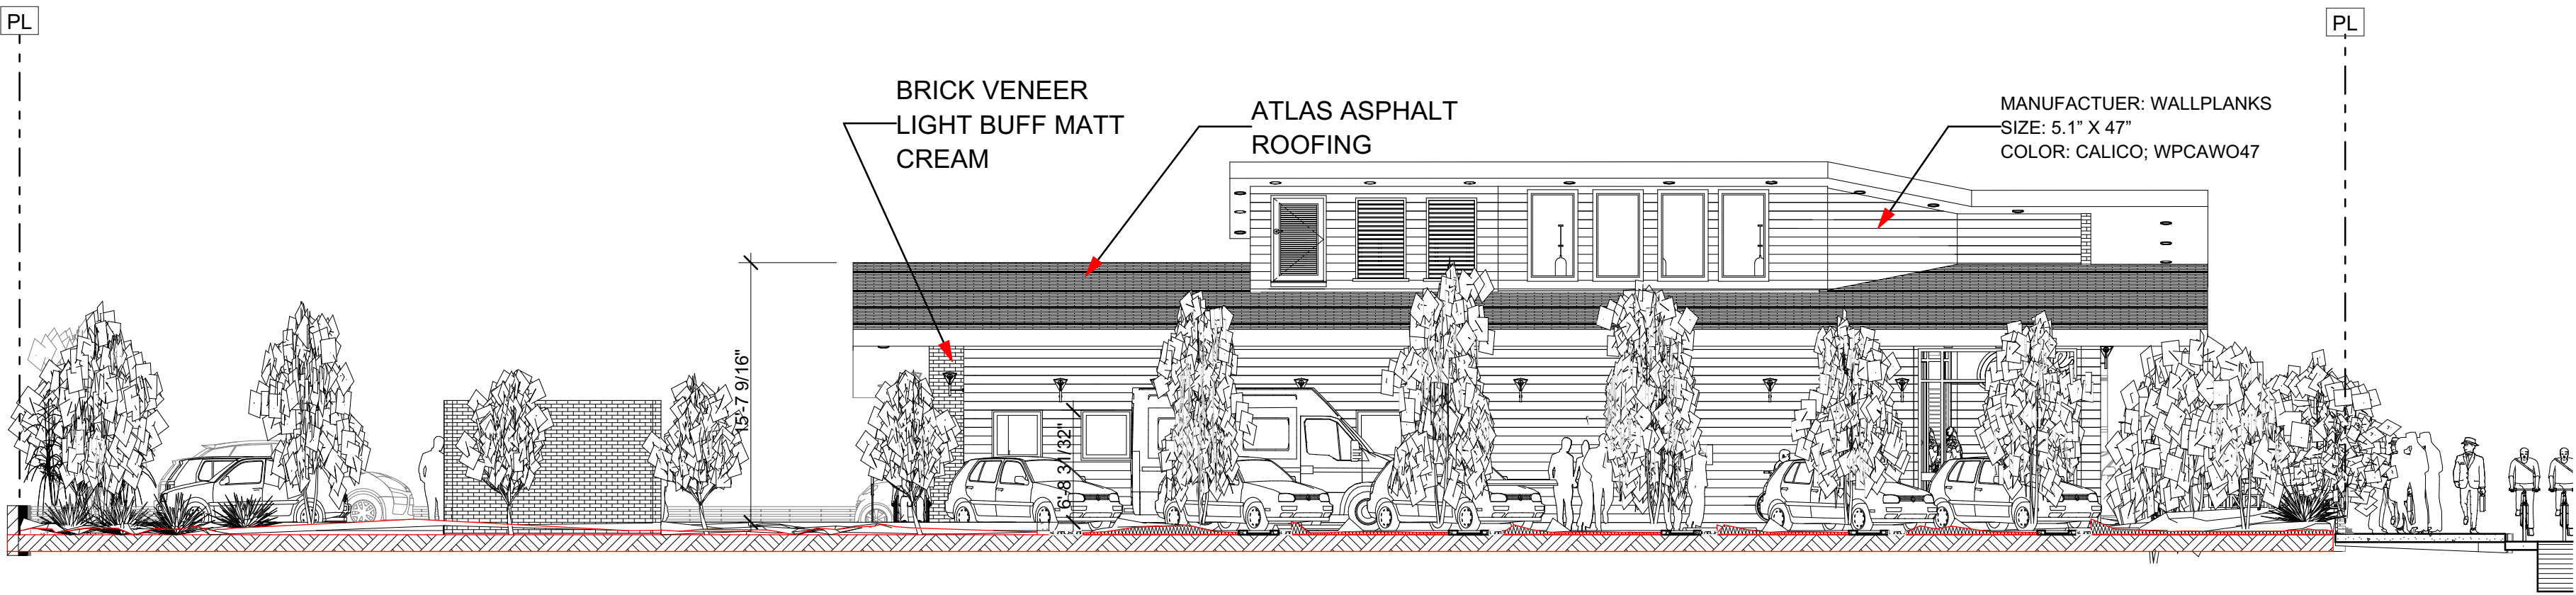 PL
PL
BRICK VENEER
LIGHT BUFF MATT
CREAM
ATLAS ASPHALT
ROOFING
MANUFACTUER: WALLPLANKS
SIZE: 5.1” X 47”
COLOR: CALICO; WPCAWO47
15'-7 9/16"
6'-8 31/32"